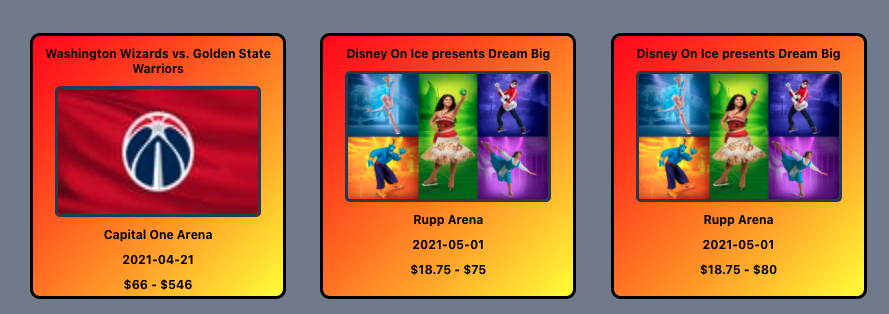 Washington Wizards vs. Golden State
Warriors
Capital One Arena
2021-04-21
$66 - $546
Disney On Ice presents Dream Big
Rupp Arena
2021-05-01
$18.75 - $75
Disney On Ice presents Dream Big
Rupp Arena
2021-05-01
$18.75 - $80